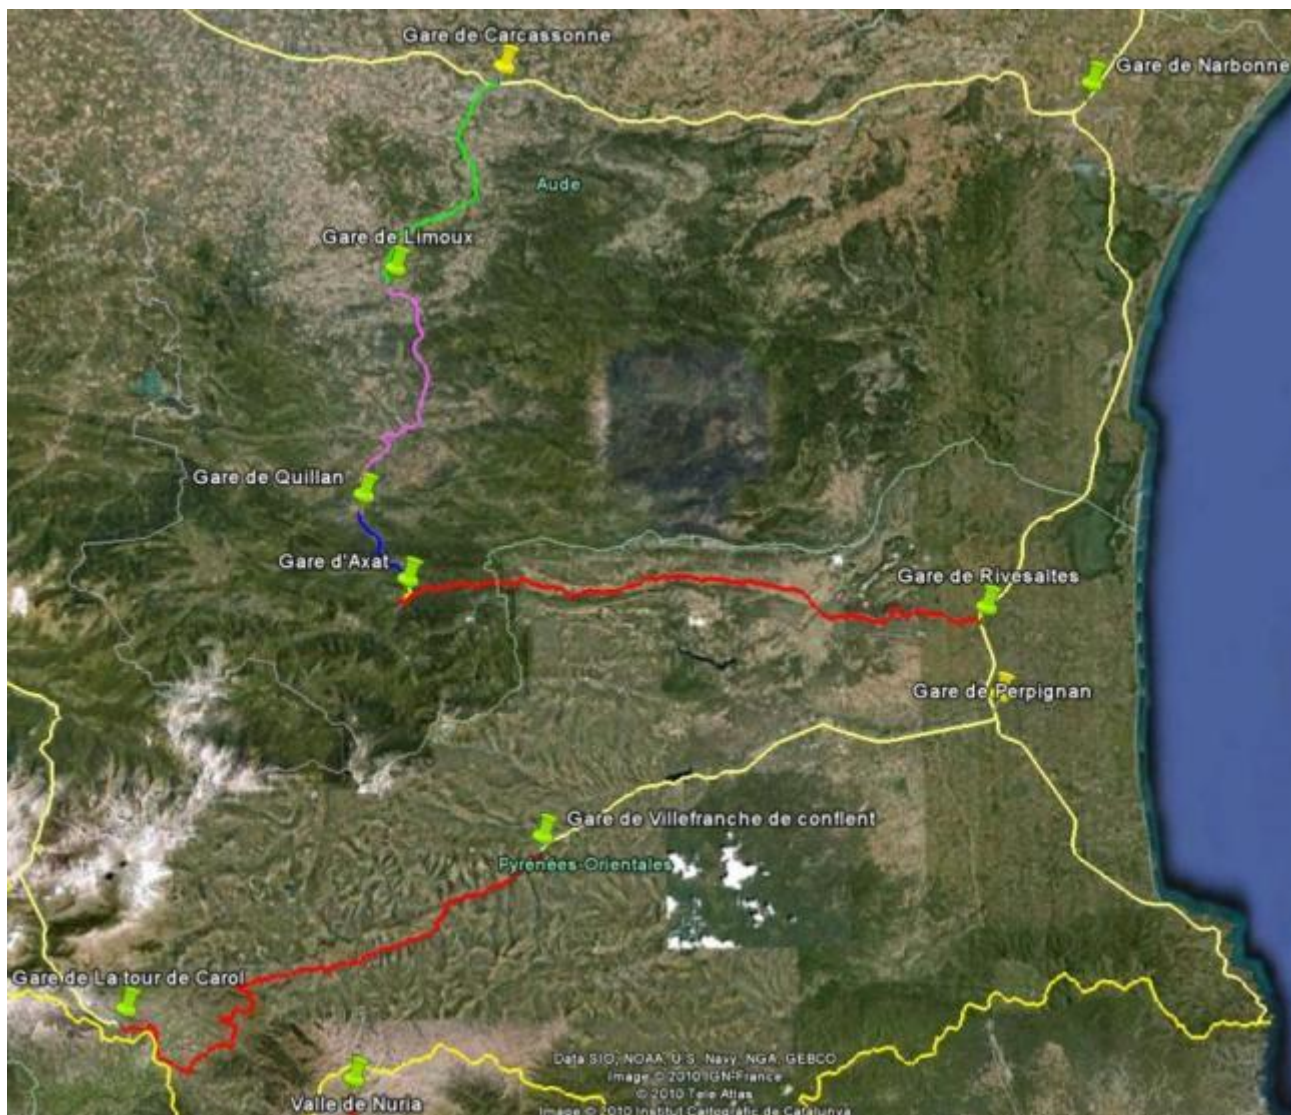 Gare de Carcassonne
Gare de Narbonne
Aude
Gare de Limoux
Gare de Quillan
Gare d'Axat
Gare de Rivesaltes
Gare de Perpignan
Gare de Villefranche de conflent
Pyrénées-Orientales
Gare de La tour de Carol
Valle de Nuria
Data SIO, NOAA, U.S. Navy, NGA, GEBCO
Image © 2010 IGN-France
© 2010 Tele Atlas
Image © 2010 Institut Cartogràfic de Catalunya